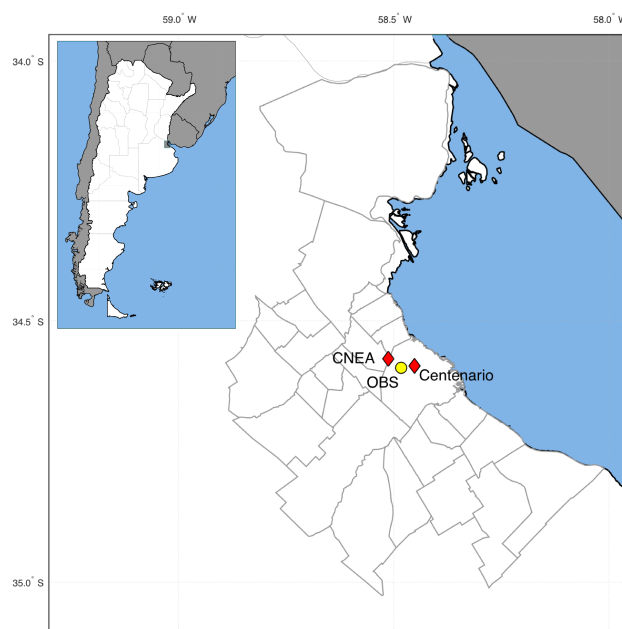 59.0° W
58.5° W
58.0° W
34.0° S
34.5° S
CNEA
OBS
Centenario
35.0° S